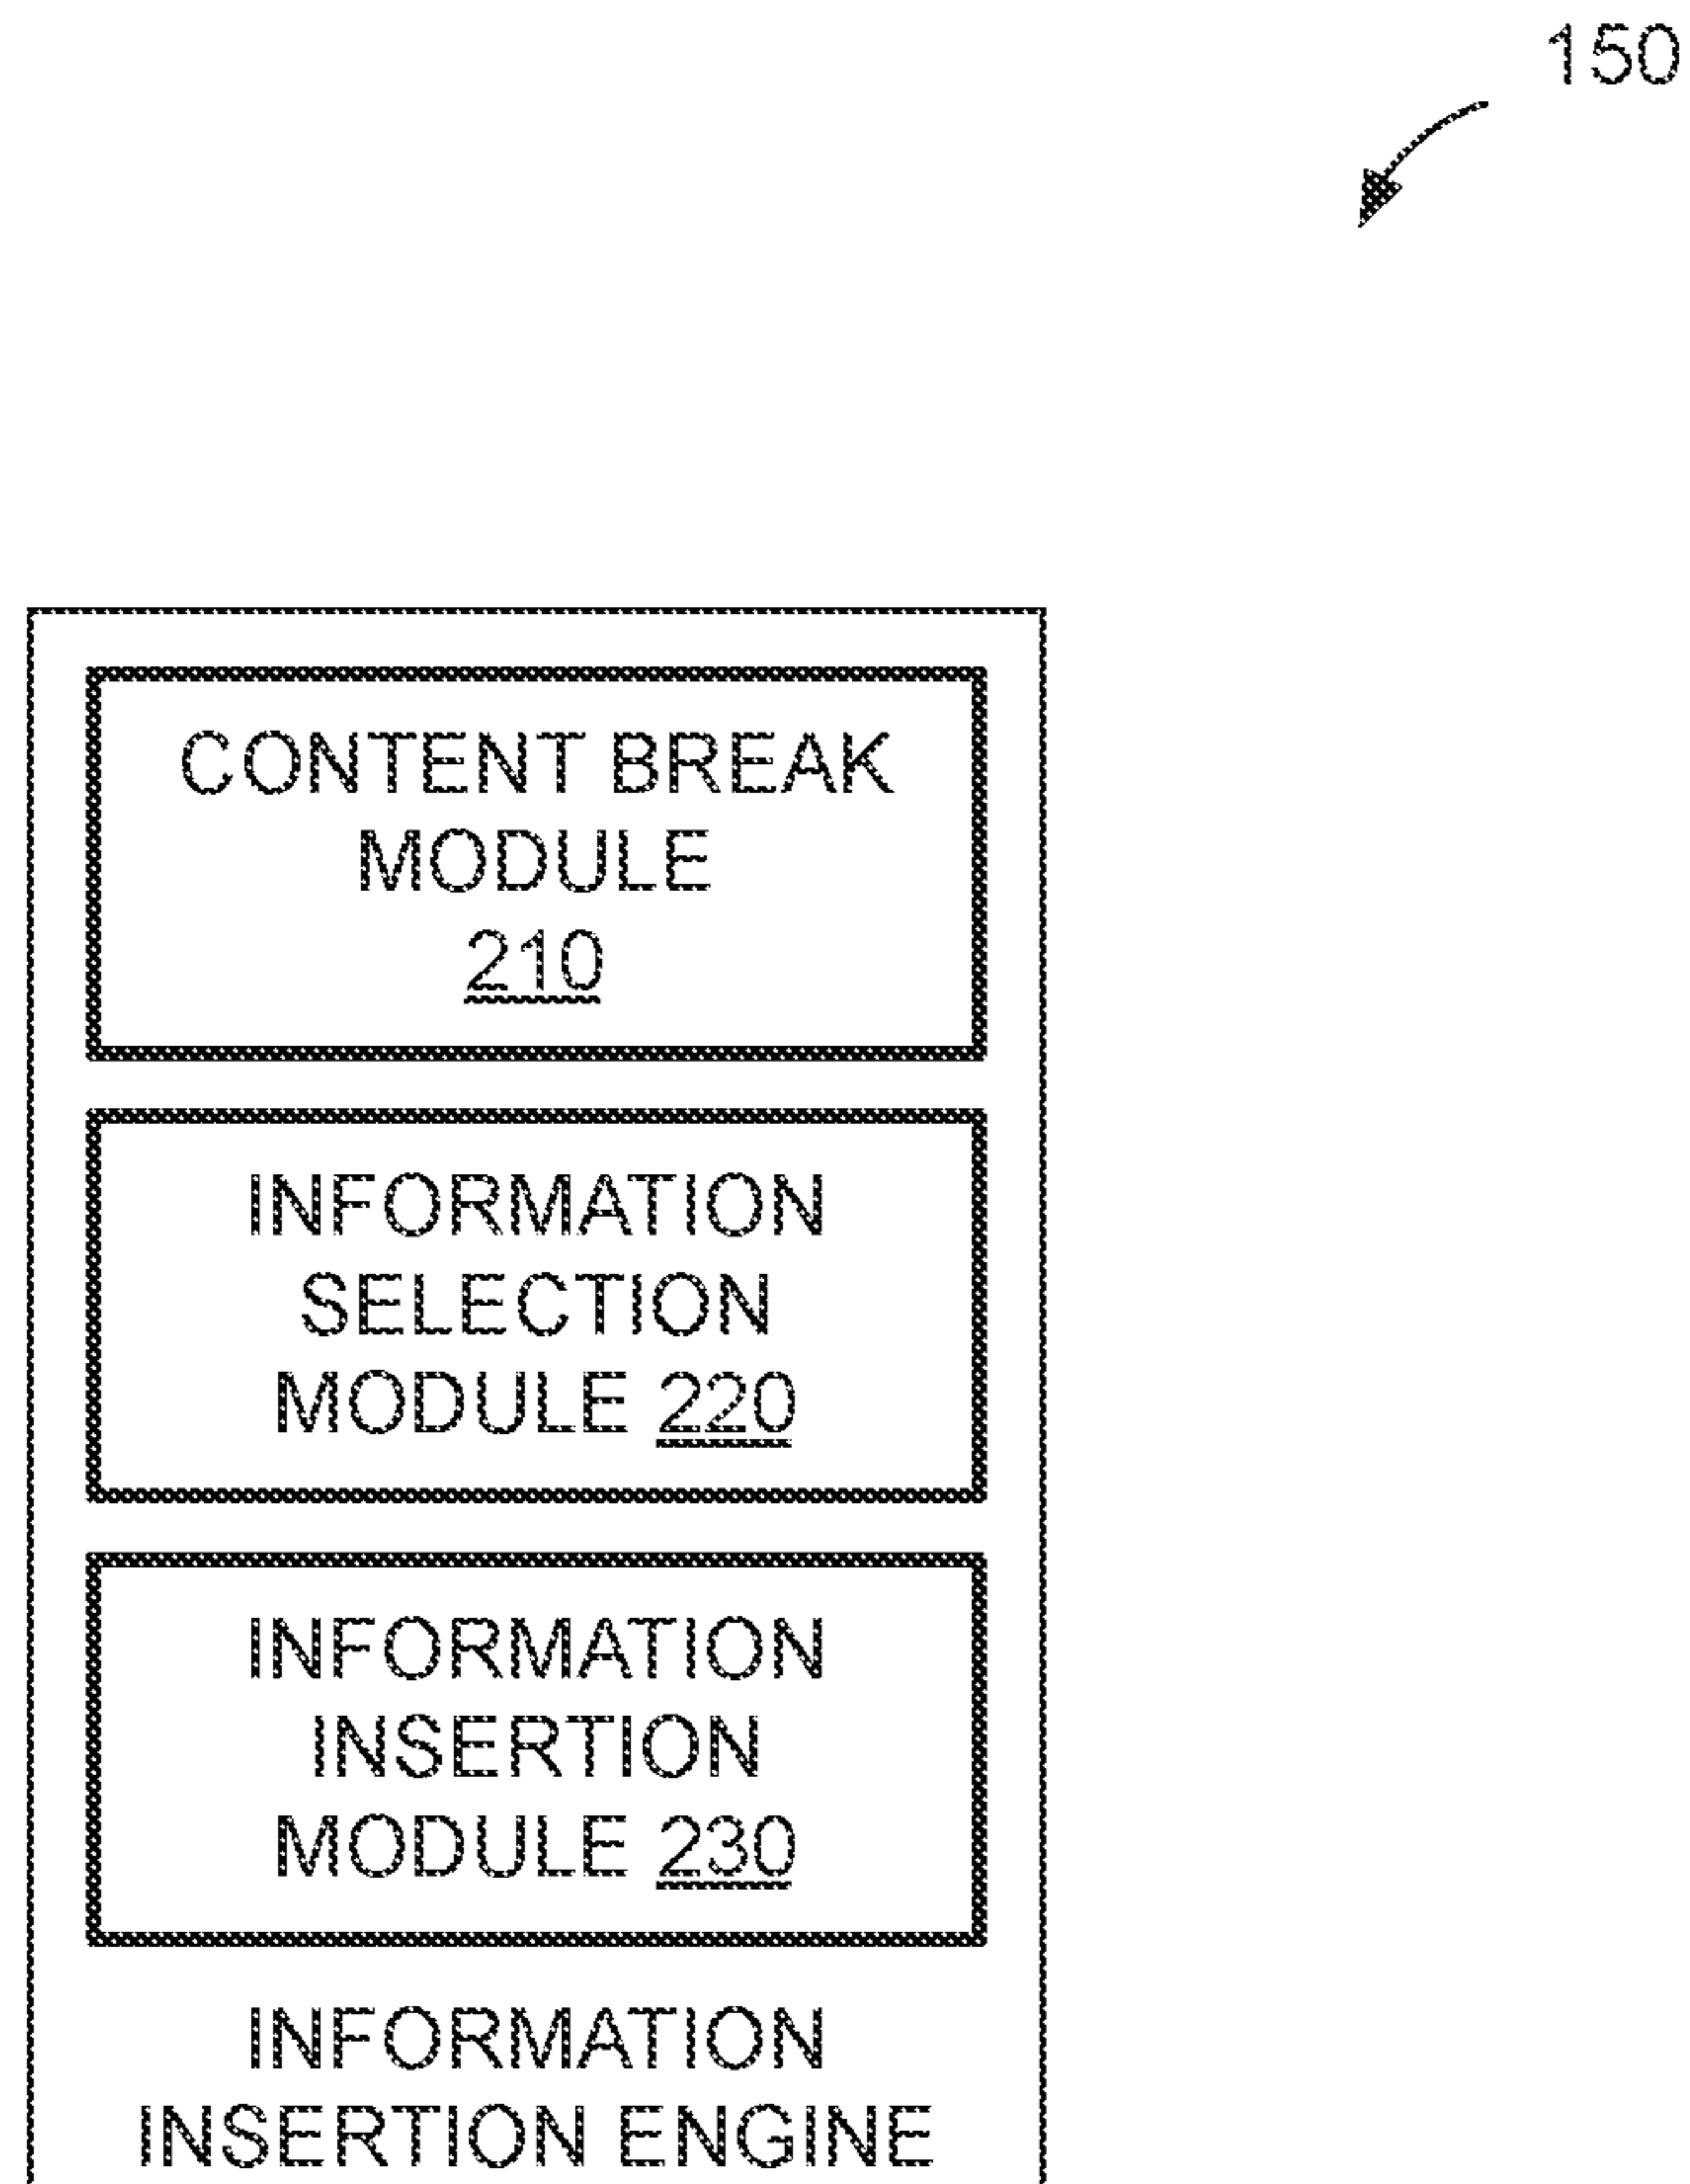 150
CONTENT BREAK
MODULE
210
INFORMATION
SELECTION
MODULE 220
INFORMATION
INSERTION
MODULE 230
INFORMATION
INSERTION ENGINE